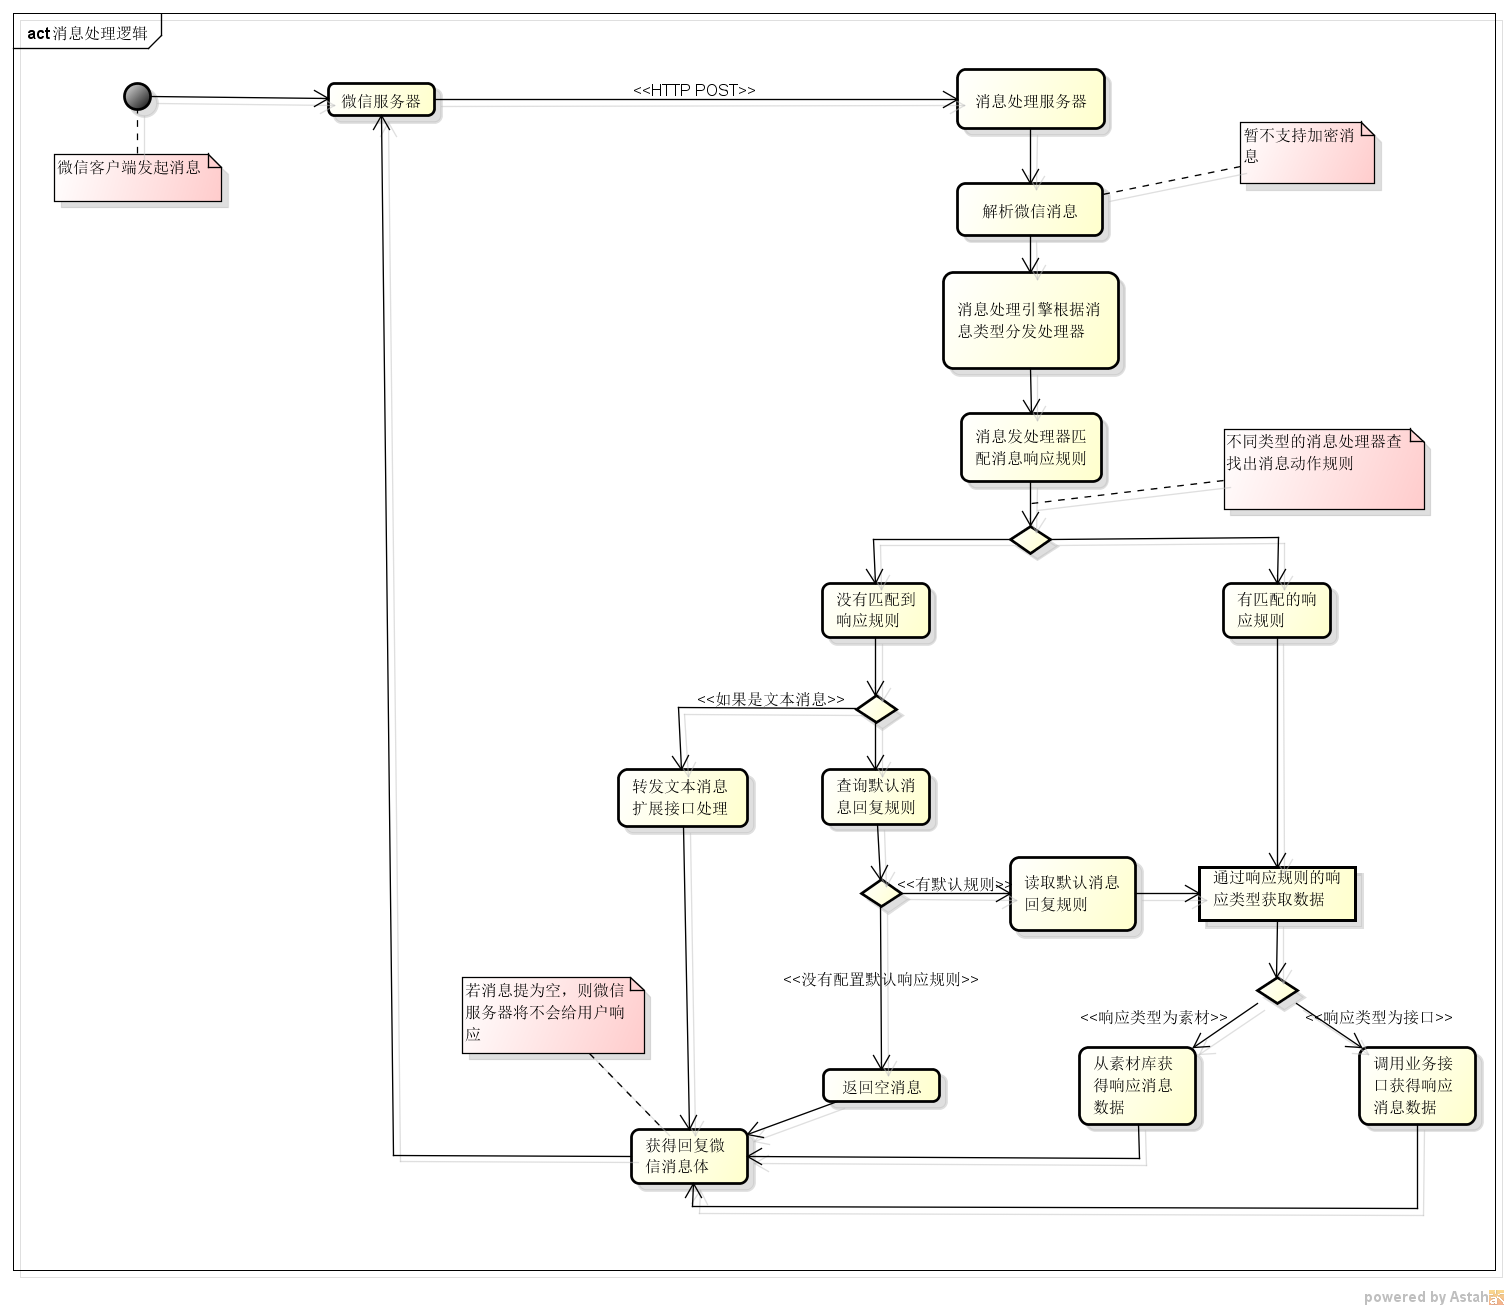 act 消息处理逻辑
微信服务器
<<HTTP POST>>
消息处理服务器
微信客户端发起消息
暂不支持加密消
息
解析微信消息
消息处理引擎根据消
息类型分发处理器
消息发处理器匹
配消息响应规则
不同类型的消息处理器查
找出消息动作规则
没有匹配到
响应规则
有匹配的响
应规则
<<如果是文本消息>>
转发文本消息
扩展接口处理
查询默认消
息回复规则
<<有默认规则>>
读取默认消息
回复规则
通过响应规则的响
应类型获取数据
<<没有配置默认响应规则>>
若消息提为空，则微信
服务器将不会给用户响
应
<<响应类型为素材>>
<<响应类型为接口>>
从素材库获
得响应消息
数据
调用业务接
口获得响应
消息数据
返回空消息
获得回复微
信消息体
powered by Astah